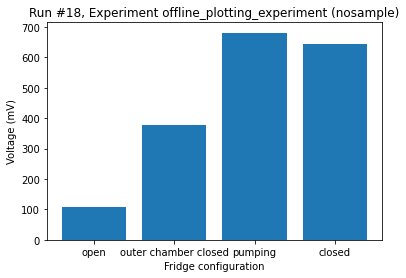 Run #18, Experiment offline_plotting_experiment (nosample)
700
600
500
400
300
200
100
0
Voltage (mV)
open outer chamber closed pumping closed
Fridge configuration